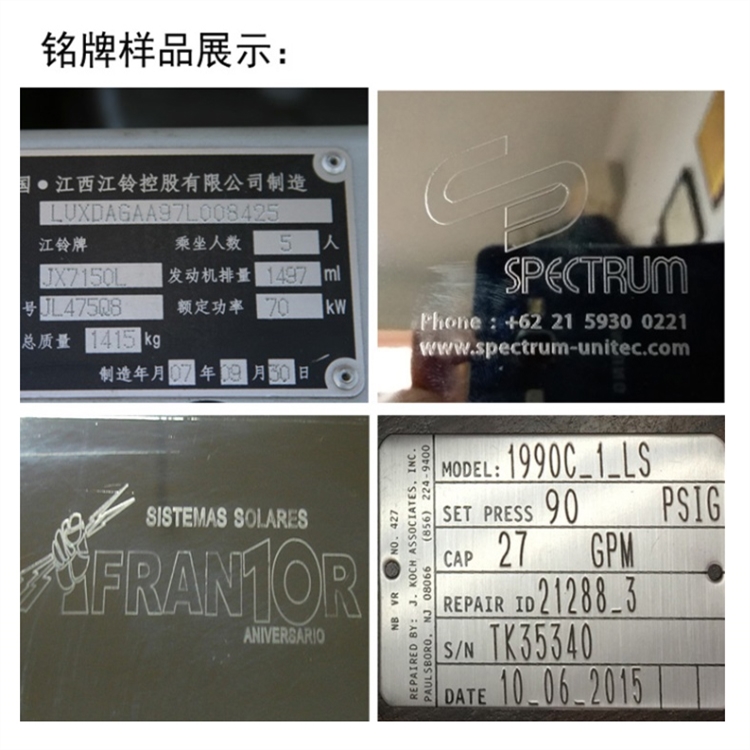 铭牌样品展示：
国·江西江铃控股有限公司制造
LUXDAGAA97L008425
江铃牌 乘坐人数 5 人
JX7150L 发动机排量 1497 ml
号 JL475Q8 额定功率 70 kW
总质量 1415 kg
制造年月 07 年 09 月 30 日
SPECTRUM
Phone : +62 21 5930 0221
www.spectrum-unitec.com
SISTEMAS SOLARES
FRAN10R
ANIVERSARIO
NB VR NO. 427
REPAIRED BY: J. KOCH ASSOCIATES, INC.
PAULSBORO, NJ 08066 (856) 224-9400
MODEL: 1990C_1_LS
SET PRESS 90 PSIG
CAP 27 GPM
REPAIR ID 21288_3
S/N TK35340
DATE 10_06_2015